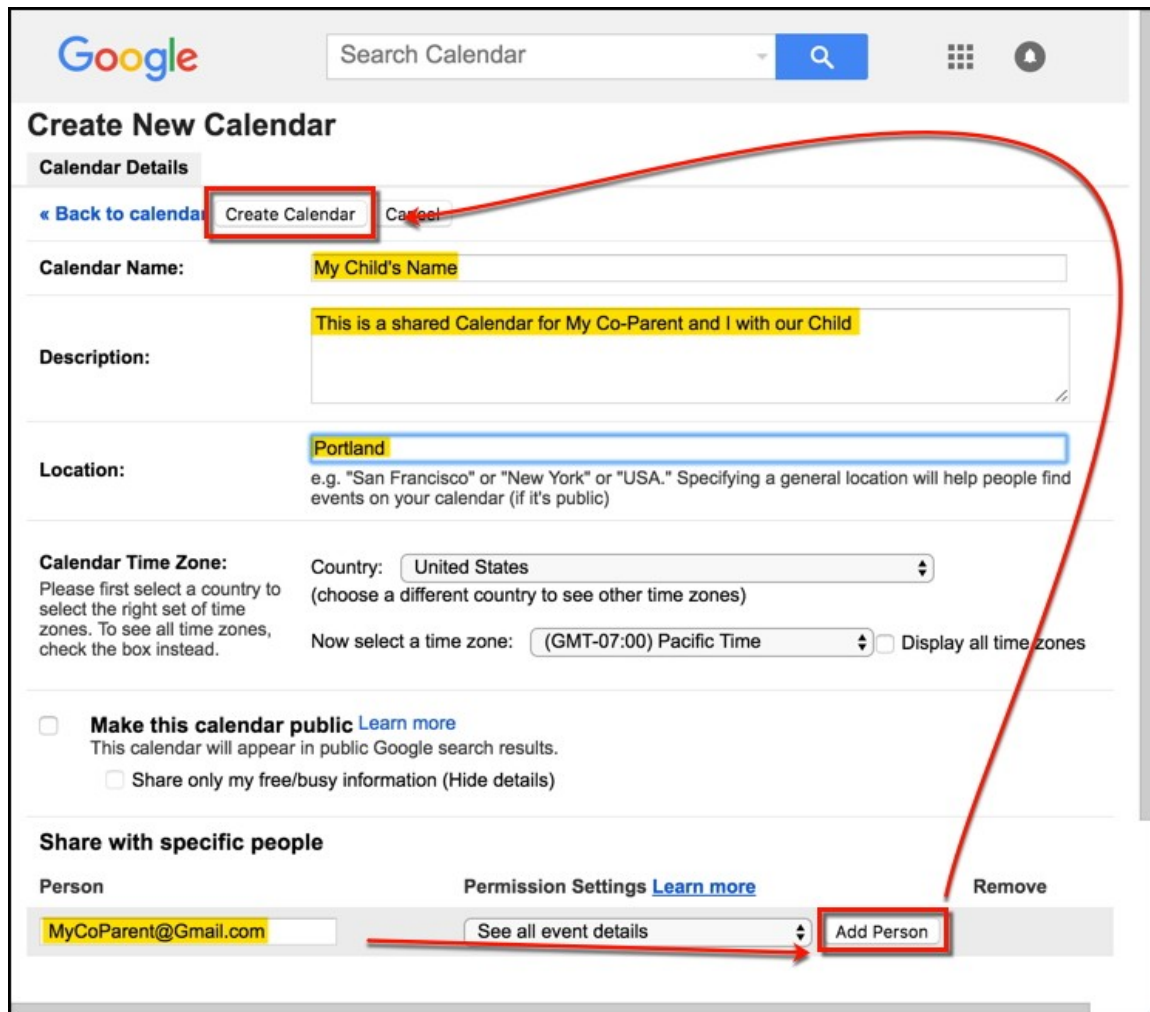 Google
Search Calendar
Create New Calendar
Calendar Details
« Back to calendar Create Calendar Cancel
Calendar Name: My Child's Name
This is a shared Calendar for My Co-Parent and I with our Child
Description:
Portland
Location:
e.g. "San Francisco" or "New York" or "USA." Specifying a general location will help people find
events on your calendar (if it's public)
Calendar Time Zone:
Please first select a country to
select the right set of time
zones. To see all time zones,
check the box instead.
Country: United States
(choose a different country to see other time zones)
Now select a time zone: (GMT-07:00) Pacific Time Display all time zones
Make this calendar public Learn more
This calendar will appear in public Google search results.
Share only my free/busy information (Hide details)
Share with specific people
Person Permission Settings Learn more Remove
MyCoParent@Gmail.com See all event details Add Person